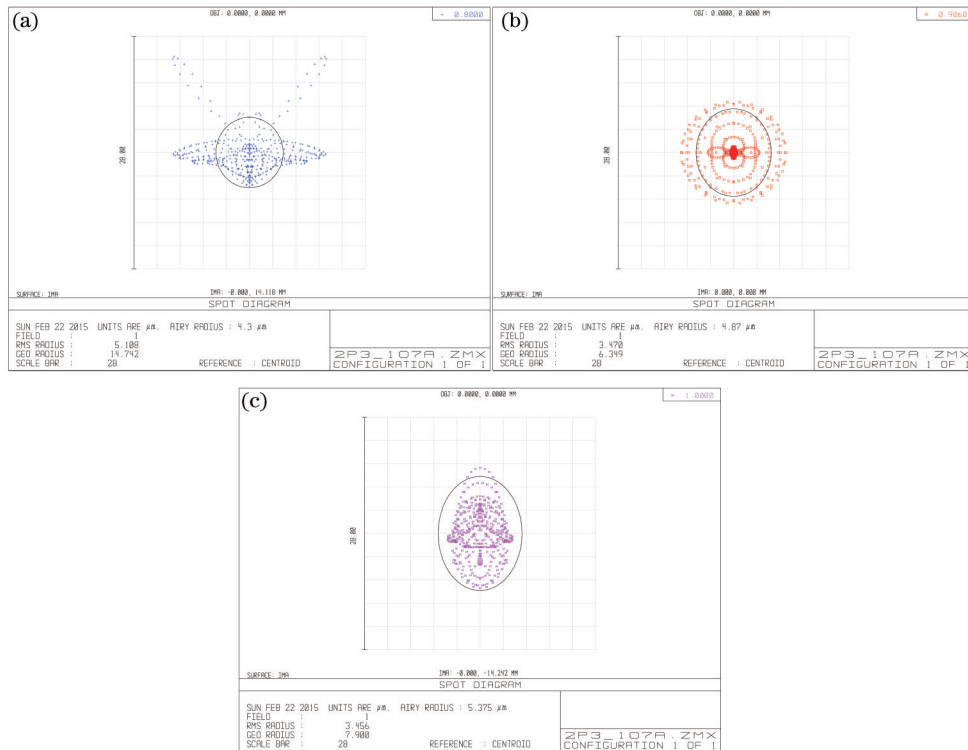 (a)
OBJ: 0.0000, 0.0000 MM
0.8000
28.00
IMA: -0.000, 14.118 MM
SURFACE: IMA
SPOT DIAGRAM
SUN FEB 22 2015 UNITS ARE µm. AIRY RADIUS : 4.3 µm
FIELD : 1
RMS RADIUS : 5.108
GEO RADIUS : 14.742
SCALE BAR : 28 REFERENCE : CENTROID
2P3_107A.ZMX
CONFIGURATION 1 OF 1
(b)
OBJ: 0.0000, 0.0000 MM
0.9060
28.00
IMA: 0.000, 0.000 MM
SURFACE: IMA
SPOT DIAGRAM
SUN FEB 22 2015 UNITS ARE µm. AIRY RADIUS : 4.87 µm
FIELD : 1
RMS RADIUS : 3.470
GEO RADIUS : 6.349
SCALE BAR : 28 REFERENCE : CENTROID
2P3_107A.ZMX
CONFIGURATION 1 OF 1
(c)
OBJ: 0.0000, 0.0000 MM
1.0000
28.00
IMA: -0.000, -14.242 MM
SURFACE: IMA
SPOT DIAGRAM
SUN FEB 22 2015 UNITS ARE µm. AIRY RADIUS : 5.375 µm
FIELD : 1
RMS RADIUS : 3.456
GEO RADIUS : 7.900
SCALE BAR : 28 REFERENCE : CENTROID
2P3_107A.ZMX
CONFIGURATION 1 OF 1